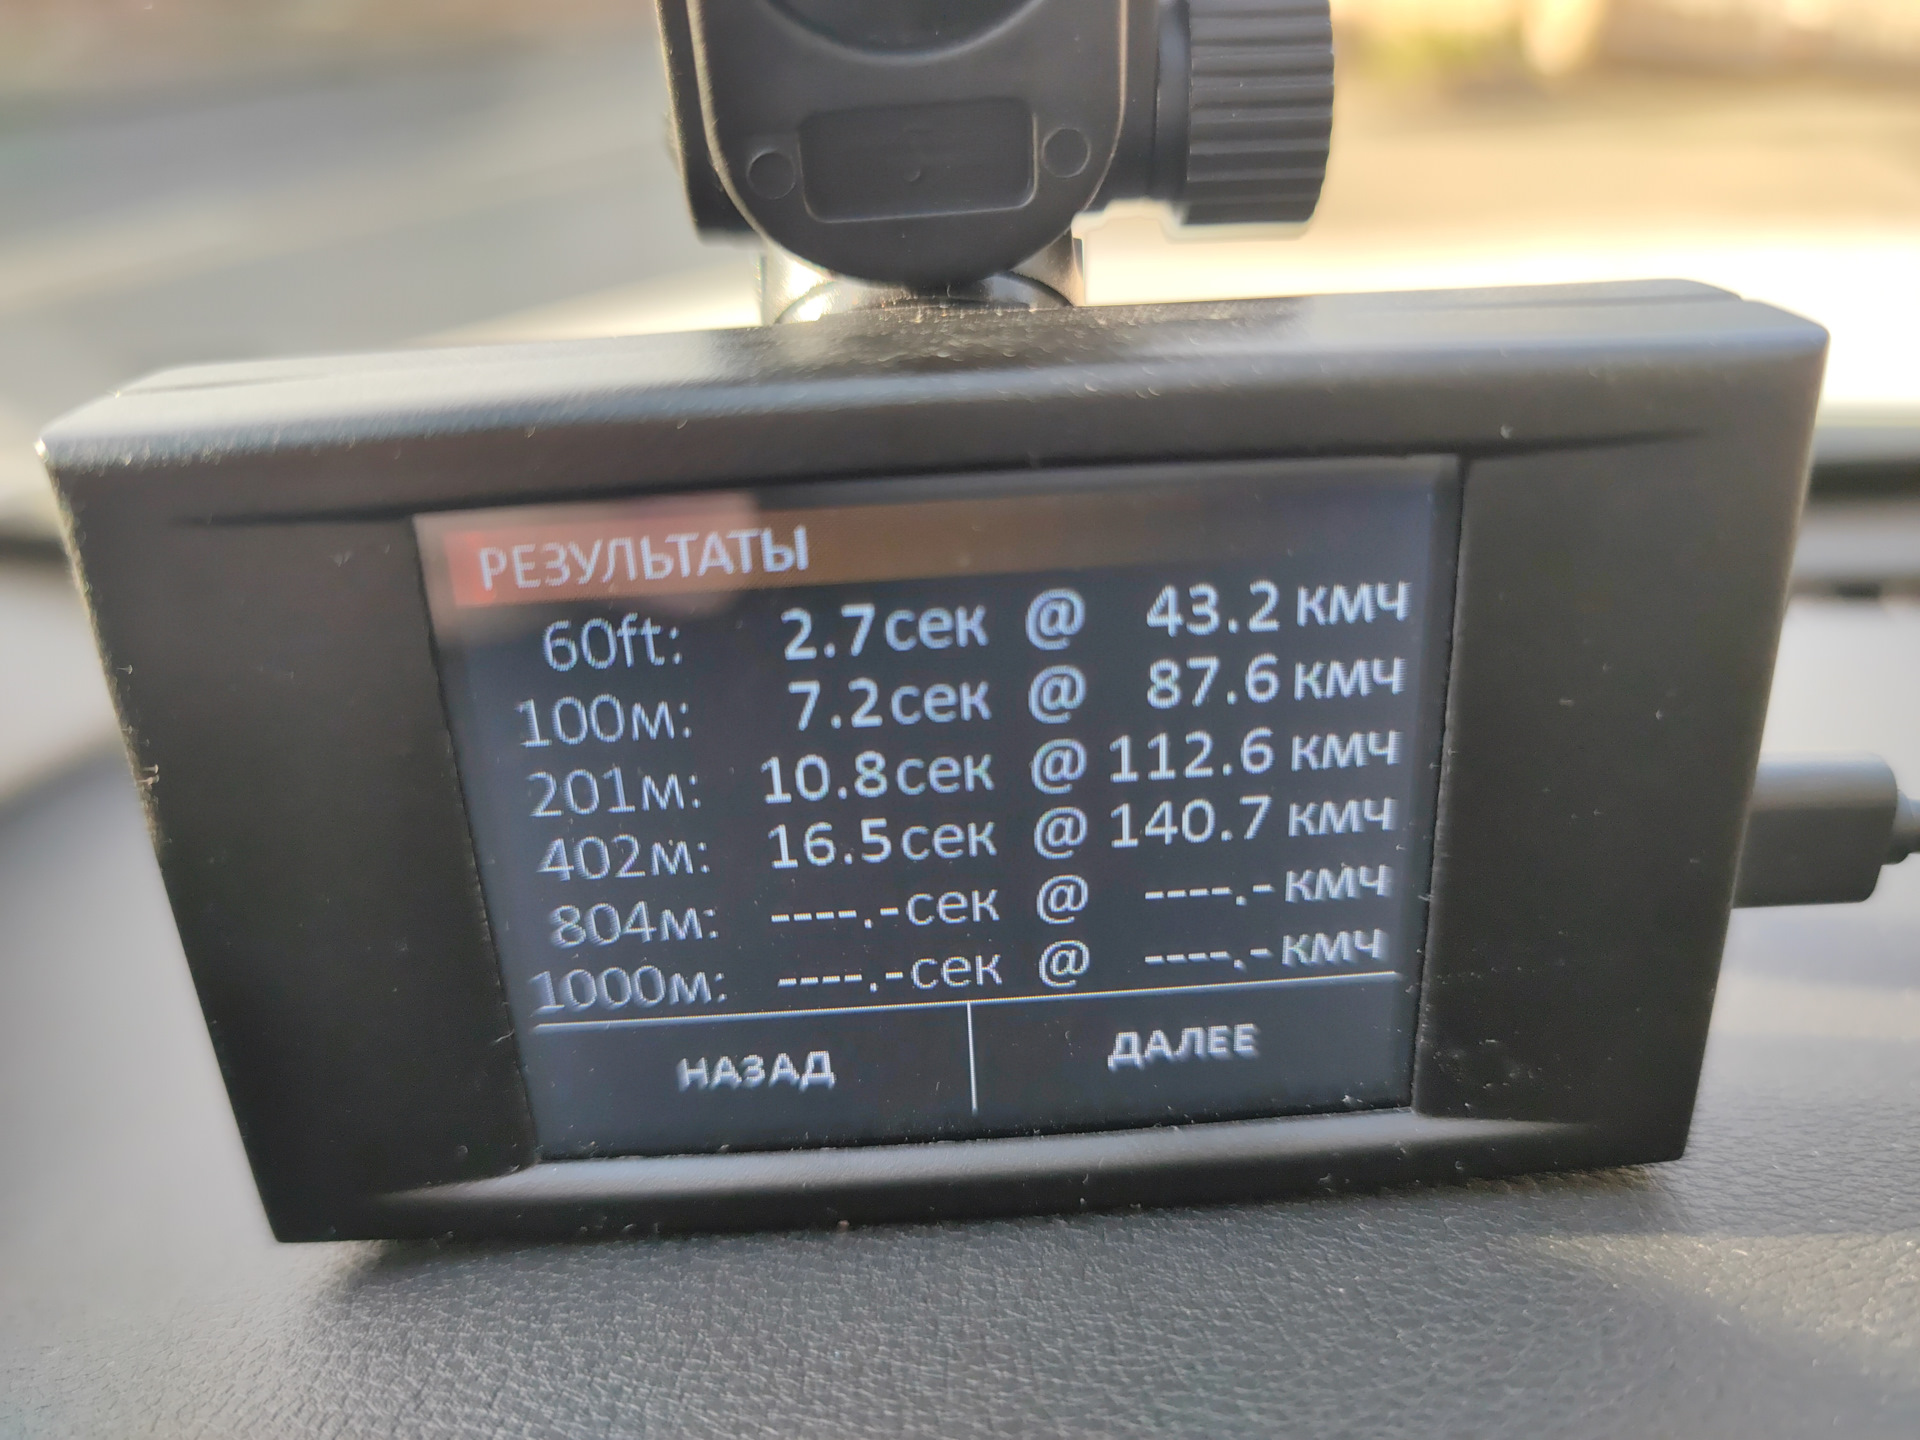 РЕЗУЛЬТАТЫ
60ft: 2.7сек @ 43.2 кмч
100м: 7.2сек @ 87.6 кмч
201м: 10.8сек @ 112.6 кмч
402м: 16.5сек @ 140.7 кмч
804м: ----.-сек @ ----.- кмч
1000м: ----.-сек @ ----.- кмч
НАЗАД ДАЛЕЕ